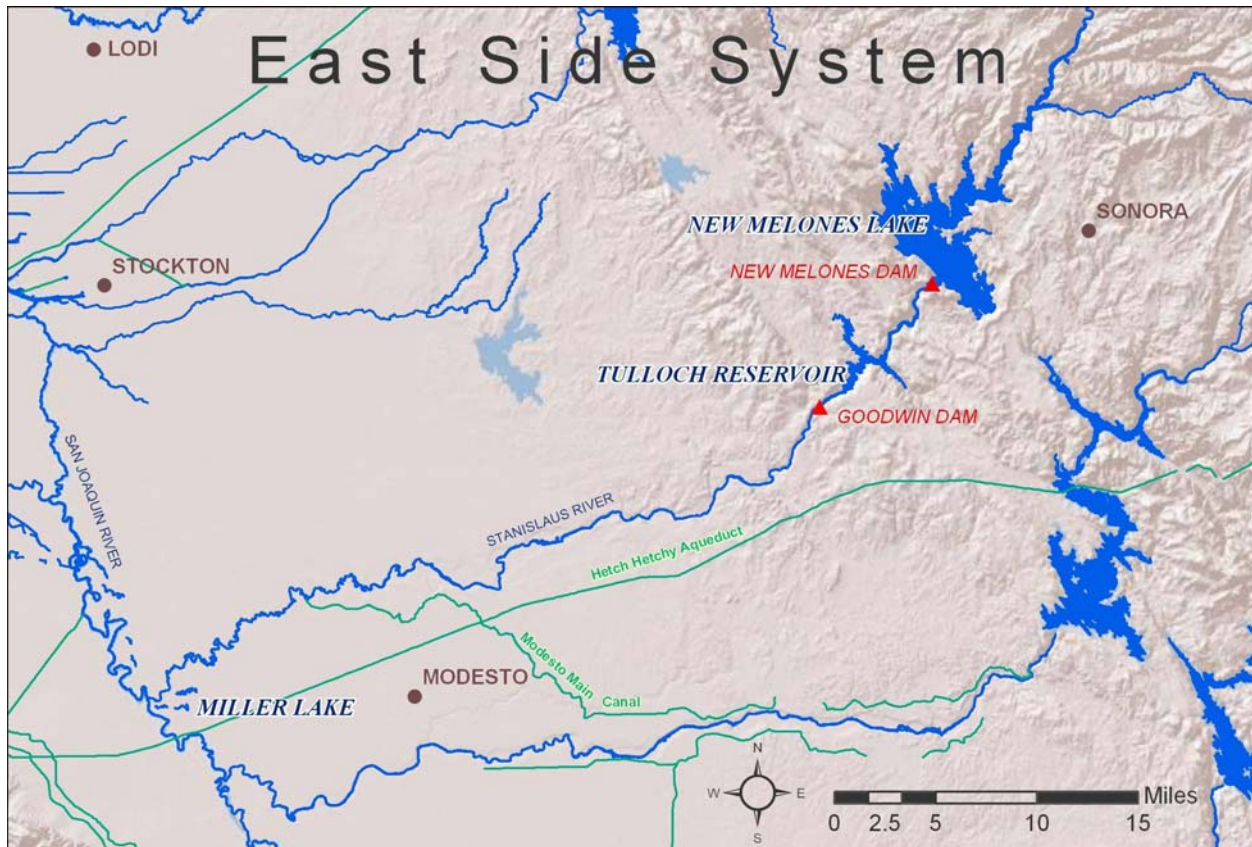 East Side System
LODI
NEW MELONES LAKE
SONORA
STOCKTON
NEW MELONES DAM
TULLOCH RESERVOIR
GOODWIN DAM
SAN JOAQUIN RIVER
STANISLAUS RIVER
Hetch Hetchy Aqueduct
Modesto Main Canal
MODESTO
MILLER LAKE
N
W E
S
Miles
0 2.5 5 10 15